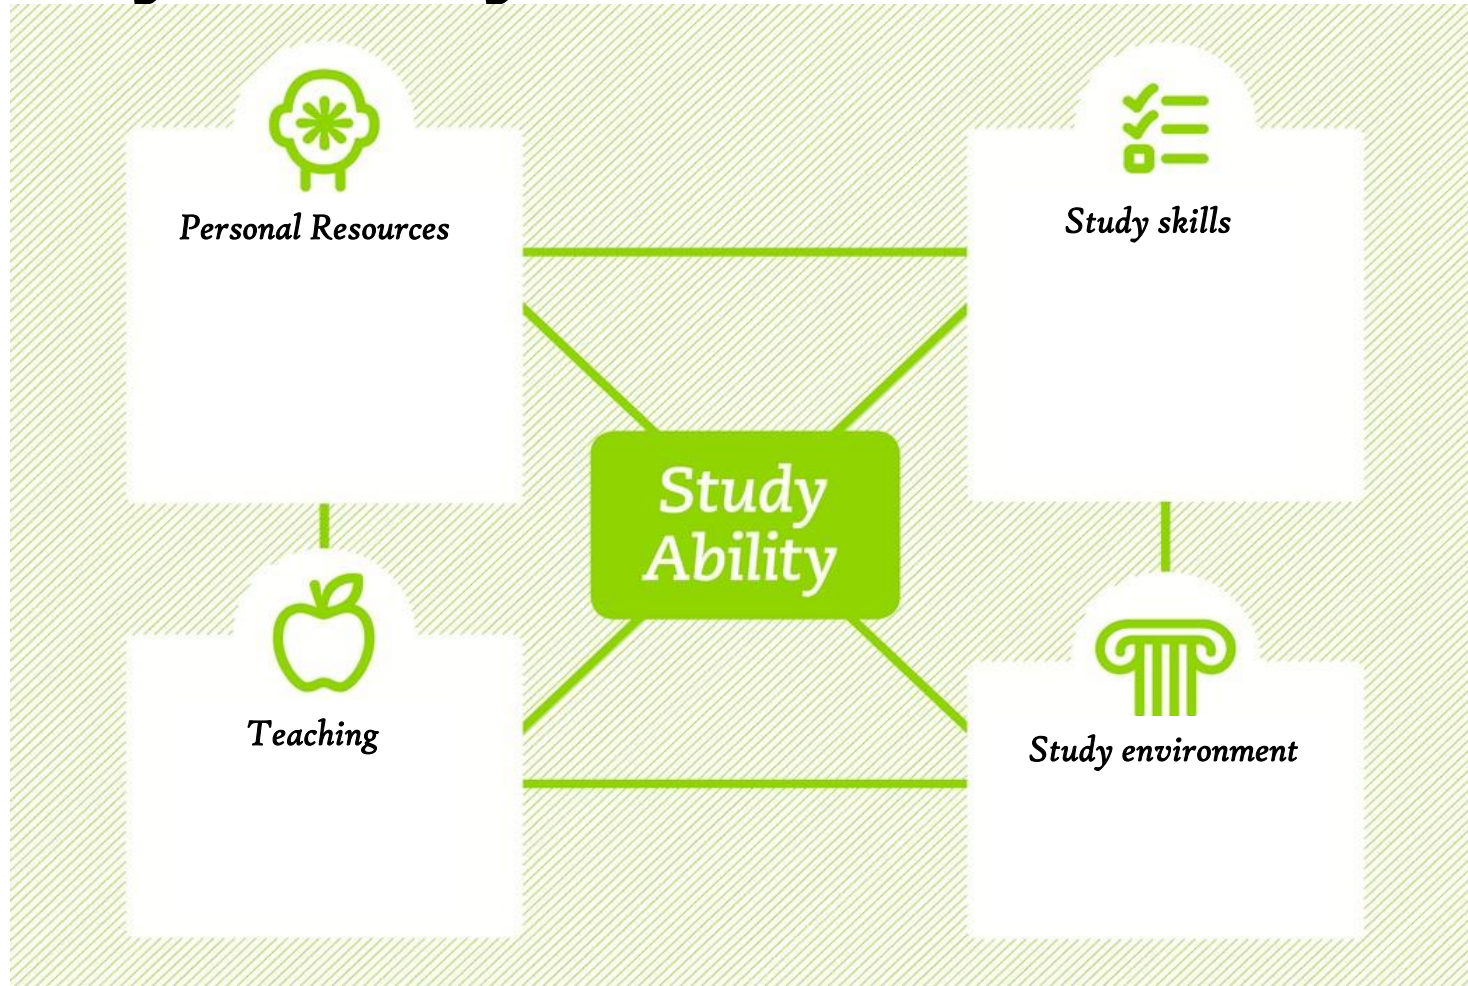 Personal Resources
Study skills
Study
Ability
Teaching
Study environment